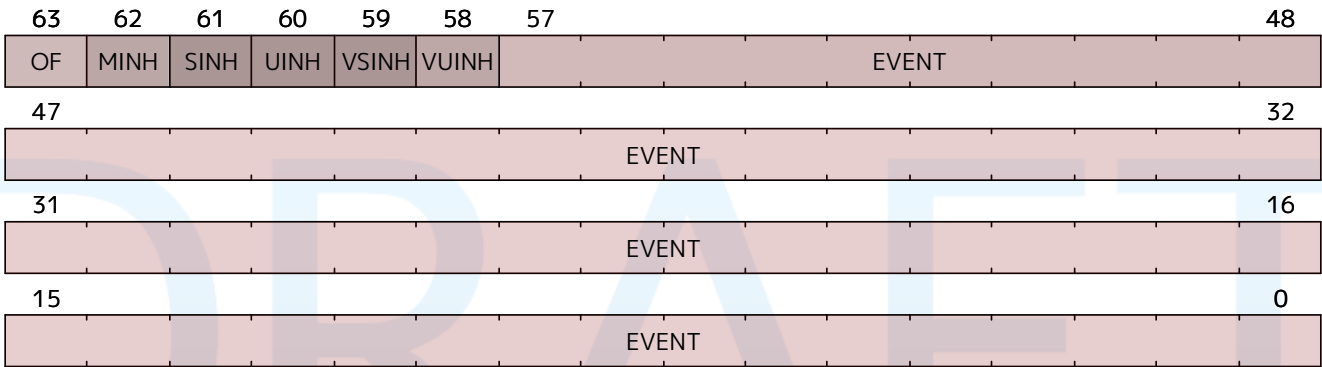 63 62 61 60 59 58 57 48
OF MINH SINH UINH VSINH VUINH EVENT
47 32
EVENT
31 16
EVENT
15 0
EVENT
DRAFT